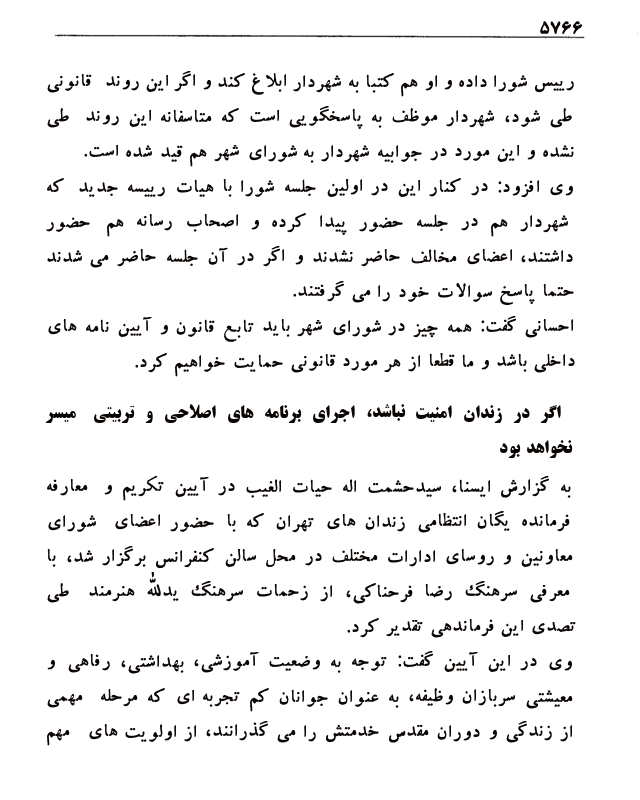 ۵۷۶۶
رییس شورا داده و او هم کتبا به شهردار ابلاغ کند و اگر این روند قانونی
طی شود، شهردار موظف به پاسخگویی است که متاسفانه این روند طی
نشده و این مورد در جوابیه شهردار به شورای شهر هم قید شده است.
وی افزود: در کنار این در اولین جلسه شورا با هیات رییسه جدید که
شهردار هم در جلسه حضور پیدا کرده و اصحاب رسانه هم حضور
داشتند، اعضای مخالف حاضر نشدند و اگر در آن جلسه حاضر می شدند
حتما پاسخ سوالات خود را می گرفتند.
احسانی گفت: همه چیز در شورای شهر باید تابع قانون و آیین نامه های
داخلی باشد و ما قطعا از هر مورد قانونی حمایت خواهیم کرد.
اگر در زندان امنیت نباشد، اجرای برنامه های اصلاحی و تربیتی میسر
نخواهد بود
به گزارش ایسنا، سیدحشمت اله حیات الغیب در آیین تکریم و معارفه
فرمانده یگان انتظامی زندان های تهران که با حضور اعضای شورای
معاونین و روسای ادارات مختلف در محل سالن کنفرانس برگزار شد، با
معرفی سرهنگ رضا فرحناکی، از زحمات سرهنگ یدلله هنرمند طی
تصدی این فرماندهی تقدیر کرد.
وی در این آیین گفت: توجه به وضعیت آموزشی، بهداشتی، رفاهی و
معیشتی سربازان وظیفه، به عنوان جوانان کم تجربه ای که مرحله مهمی
از زندگی و دوران مقدس خدمتش را می گذرانند، از اولویت های مهم